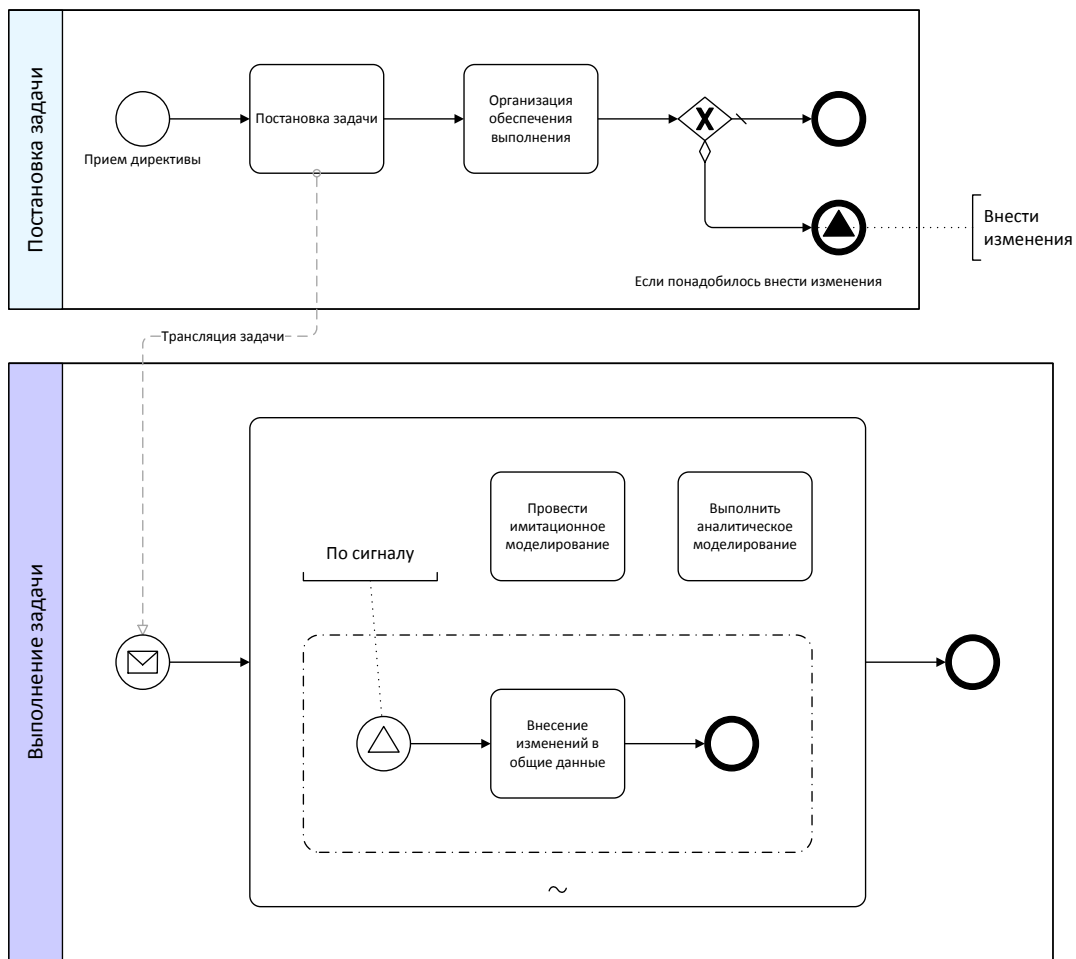 Постановка задачи
Прием директивы
Постановка задачи
Организация
обеспечения
выполнения
X
Внести
изменения
Если понадобилось внести изменения
Трансляция задачи
Выполнение задачи
Провести
имитационное
моделирование
Выполнить
аналитическое
моделирование
По сигналу
Внесение
изменений в
общие данные
~